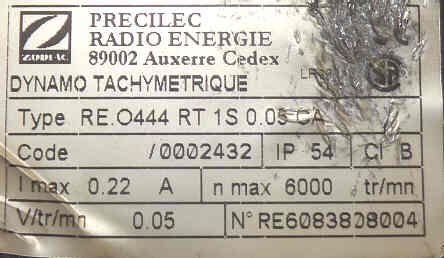 PRECILEC
RADIO ENERGIE
ZODIAC
89002 Auxerre Cedex
DYNAMO TACHYMETRIQUE
Type RE.O444 RT 1S 0.05 CA
Code /0002432 IP 54 CI B
I max 0.22 A n max 6000 tr/mn
V/tr/mn 0.05 N° RE6083808004